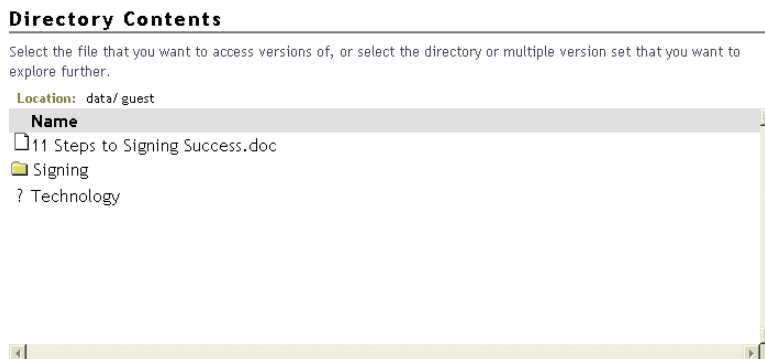 Directory Contents
Select the file that you want to access versions of, or select the directory or multiple version set that you want to
explore further.
Location: data/ guest
Name
11 Steps to Signing Success.doc
Signing
? Technology